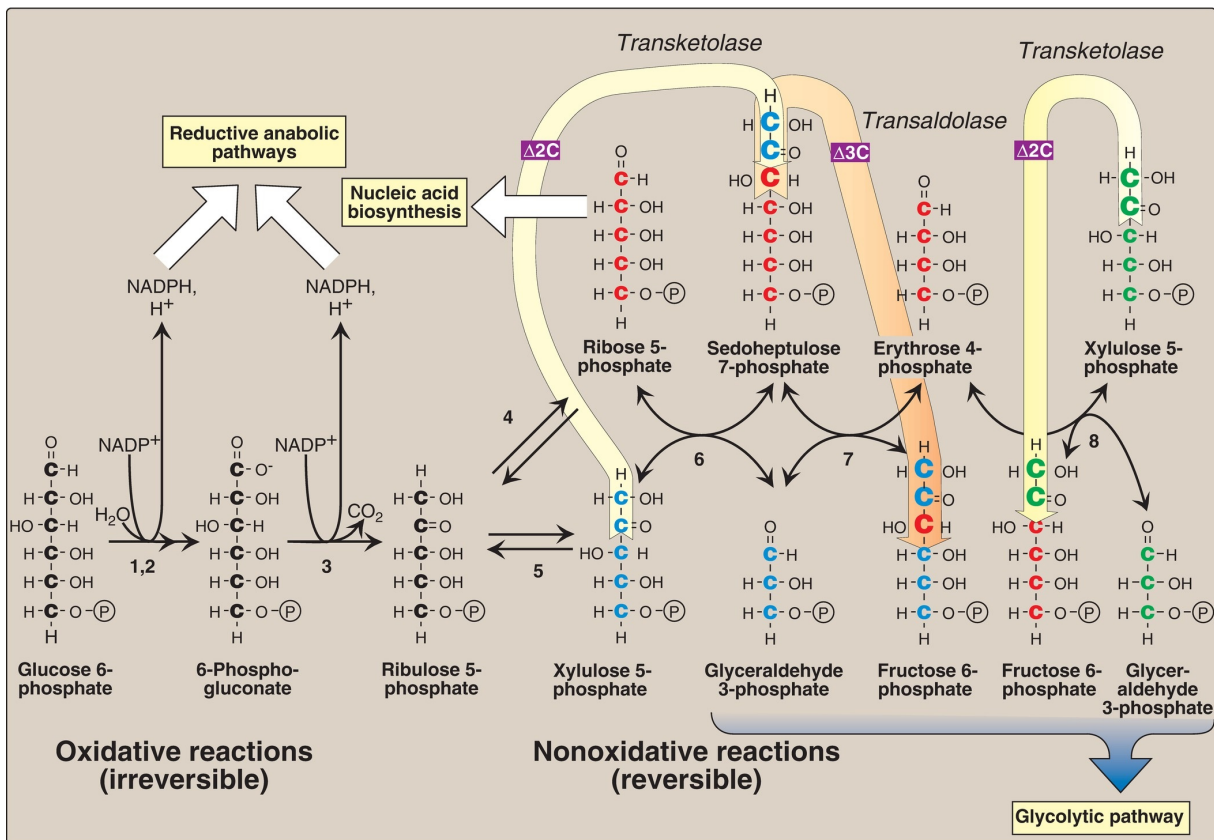 Transketolase
Transketolase
Transaldolase
Reductive anabolic
pathways
Nucleic acid
biosynthesis
Δ2C
Δ3C
Δ2C
NADPH,
H+
NADPH,
H+
NADP+
H2O
NADP+
CO2
1,2
3
4
5
6
7
8
Ribose 5-
phosphate
Sedoheptulose
7-phosphate
Erythrose 4-
phosphate
Xylulose 5-
phosphate
Glucose 6-
phosphate
6-Phospho-
gluconate
Ribulose 5-
phosphate
Xylulose 5-
phosphate
Glyceraldehyde
3-phosphate
Fructose 6-
phosphate
Fructose 6-
phosphate
Glycer-
aldehyde
3-phosphate
Oxidative reactions
(irreversible)
Nonoxidative reactions
(reversible)
Glycolytic pathway